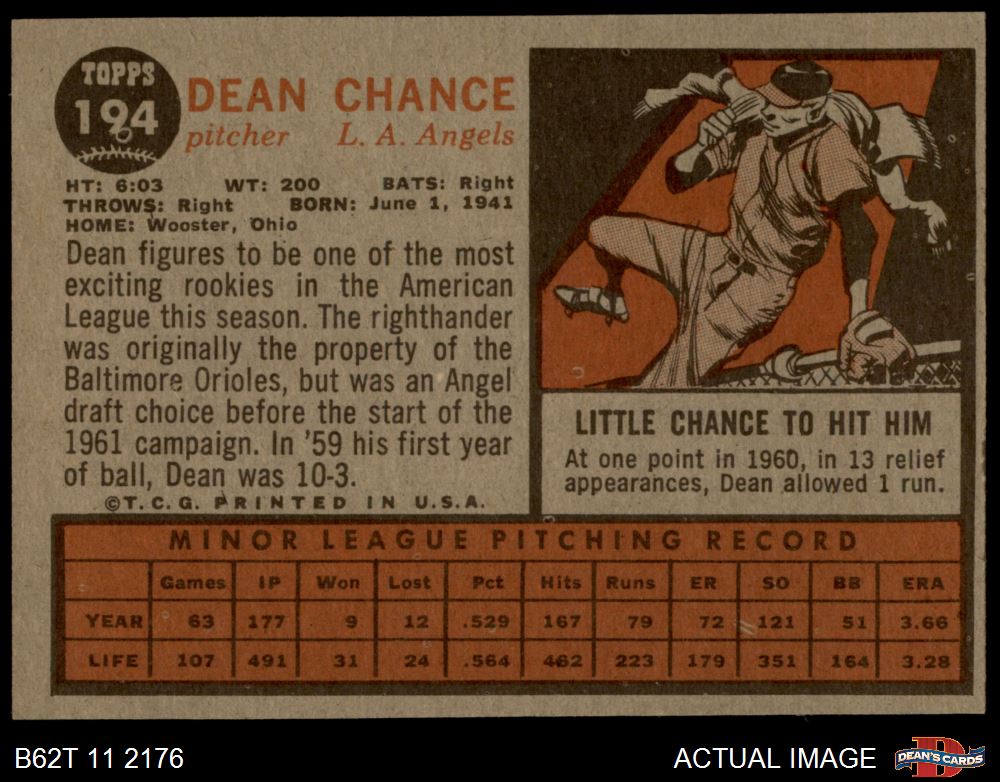 TOPPS
194
DEAN CHANCE
pitcher L. A. Angels
HT: 6:03 WT: 200 BATS: Right
THROWS: Right BORN: June 1, 1941
HOME: Wooster, Ohio
Dean figures to be one of the most
exciting rookies in the American
League this season. The righthander
was originally the property of the
Baltimore Orioles, but was an Angel
draft choice before the start of the
1961 campaign. In '59 his first year
of ball, Dean was 10-3.
©T.C.G. PRINTED IN U.S.A.
LITTLE CHANCE TO HIT HIM
At one point in 1960, in 13 relief
appearances, Dean allowed 1 run.
MINOR LEAGUE PITCHING RECORD
Games IP Won Lost Pct Hits Runs ER SO BB ERA
YEAR 63 177 9 12 .529 167 79 72 121 51 3.66
LIFE 107 491 31 24 .564 462 223 179 351 164 3.28
B62T 11 2176 ACTUAL IMAGE
D
DEAN'S CARDS